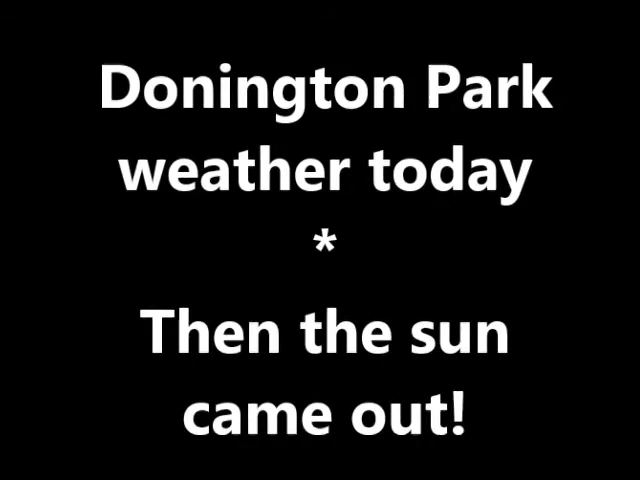 Donington Park
weather today
*
Then the sun
came out!